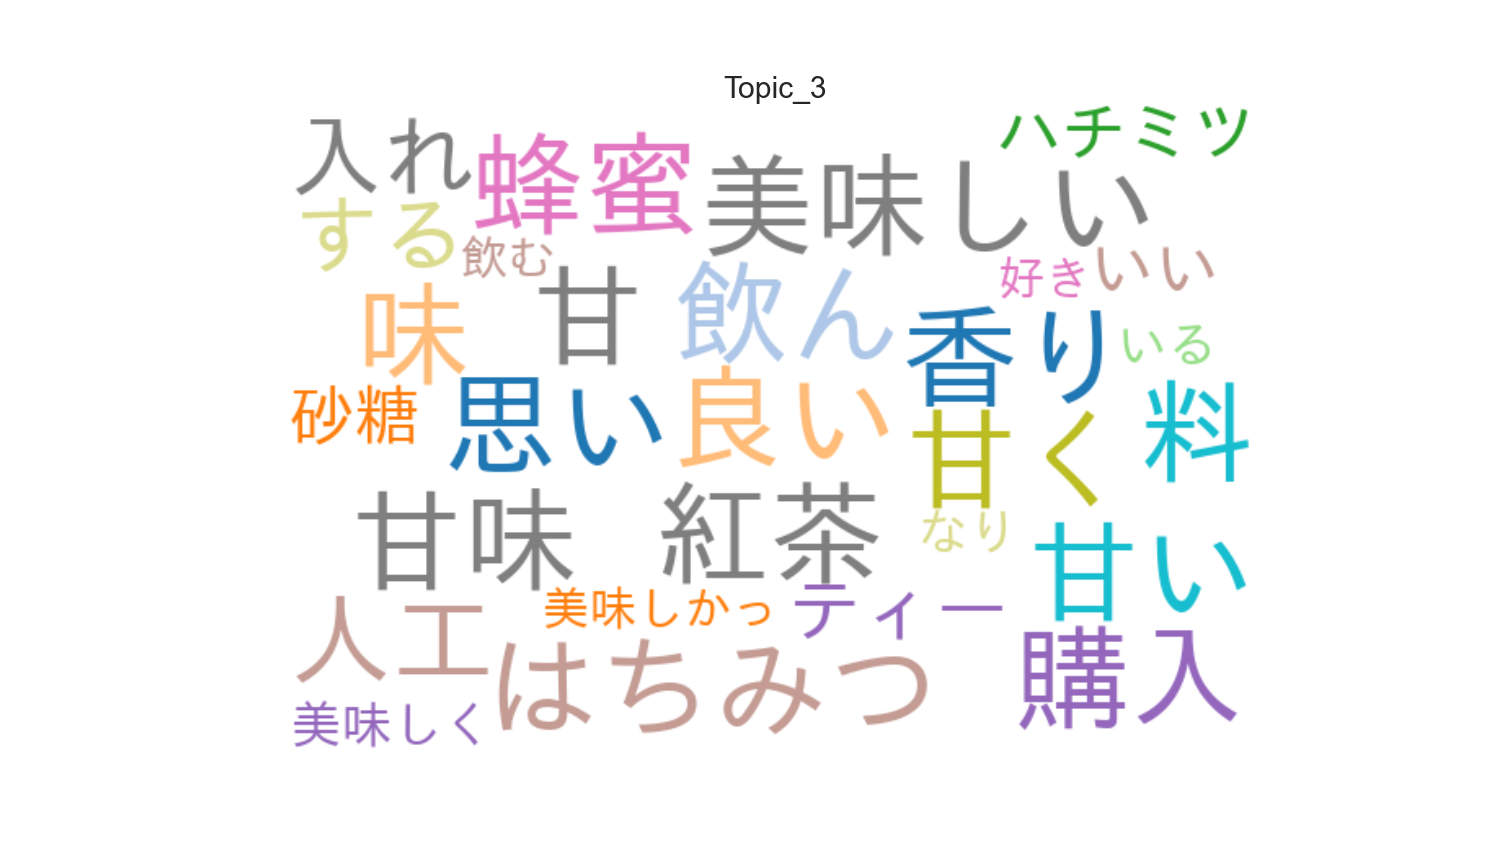 Topic_3
入れ 蜂蜜 美味しい ハチミツ
する 飲む 好き いい
味 甘 飲ん 香り いる
砂糖 思い 良い 甘く 料
甘味 紅茶 なり 甘い
人工 美味しかっ ティー
美味しく はちみつ 購入